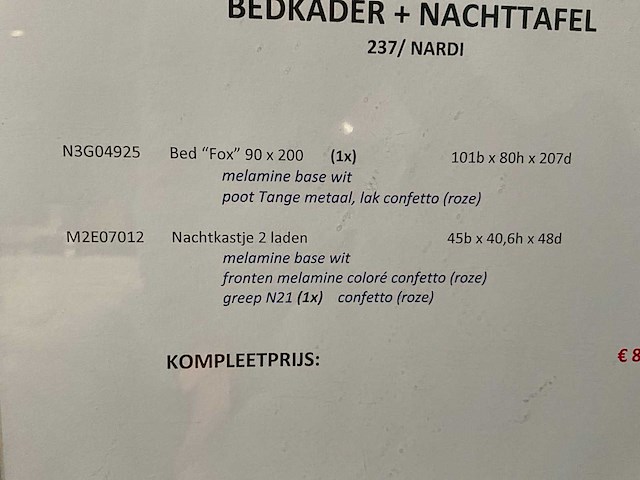 BEDKADER + NACHTTAFEL
237/ NARDI
N3G04925 Bed “Fox” 90 x 200 (1x) 101b x 80h x 207d
melamine base wit
poot Tange metaal, lak confetto (roze)
M2E07012 Nachtkastje 2 laden 45b x 40,6h x 48d
melamine base wit
fronten melamine coloré confetto (roze)
greep N21 (1x) confetto (roze)
KOMPLEETPRIJS: € 8